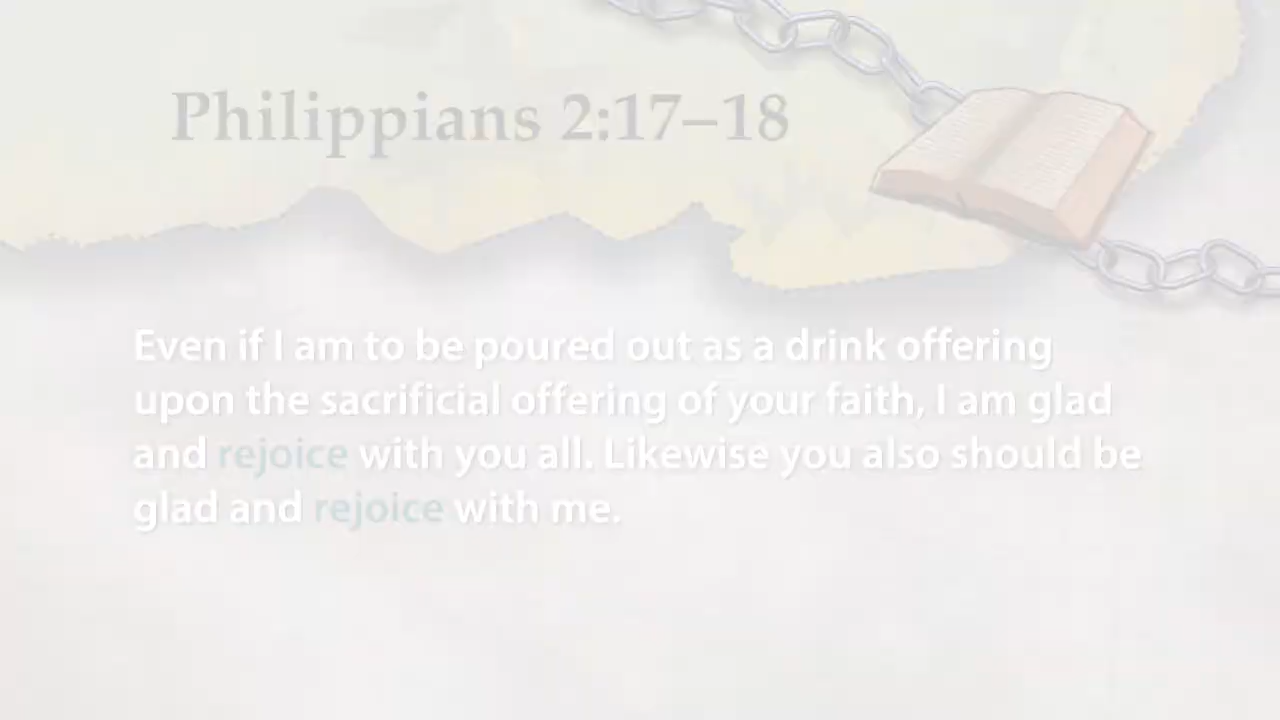 Philippians 2:17–18
Even if I am to be poured out as a drink offering
upon the sacrificial offering of your faith, I am glad
and rejoice with you all. Likewise you also should be
glad and rejoice with me.